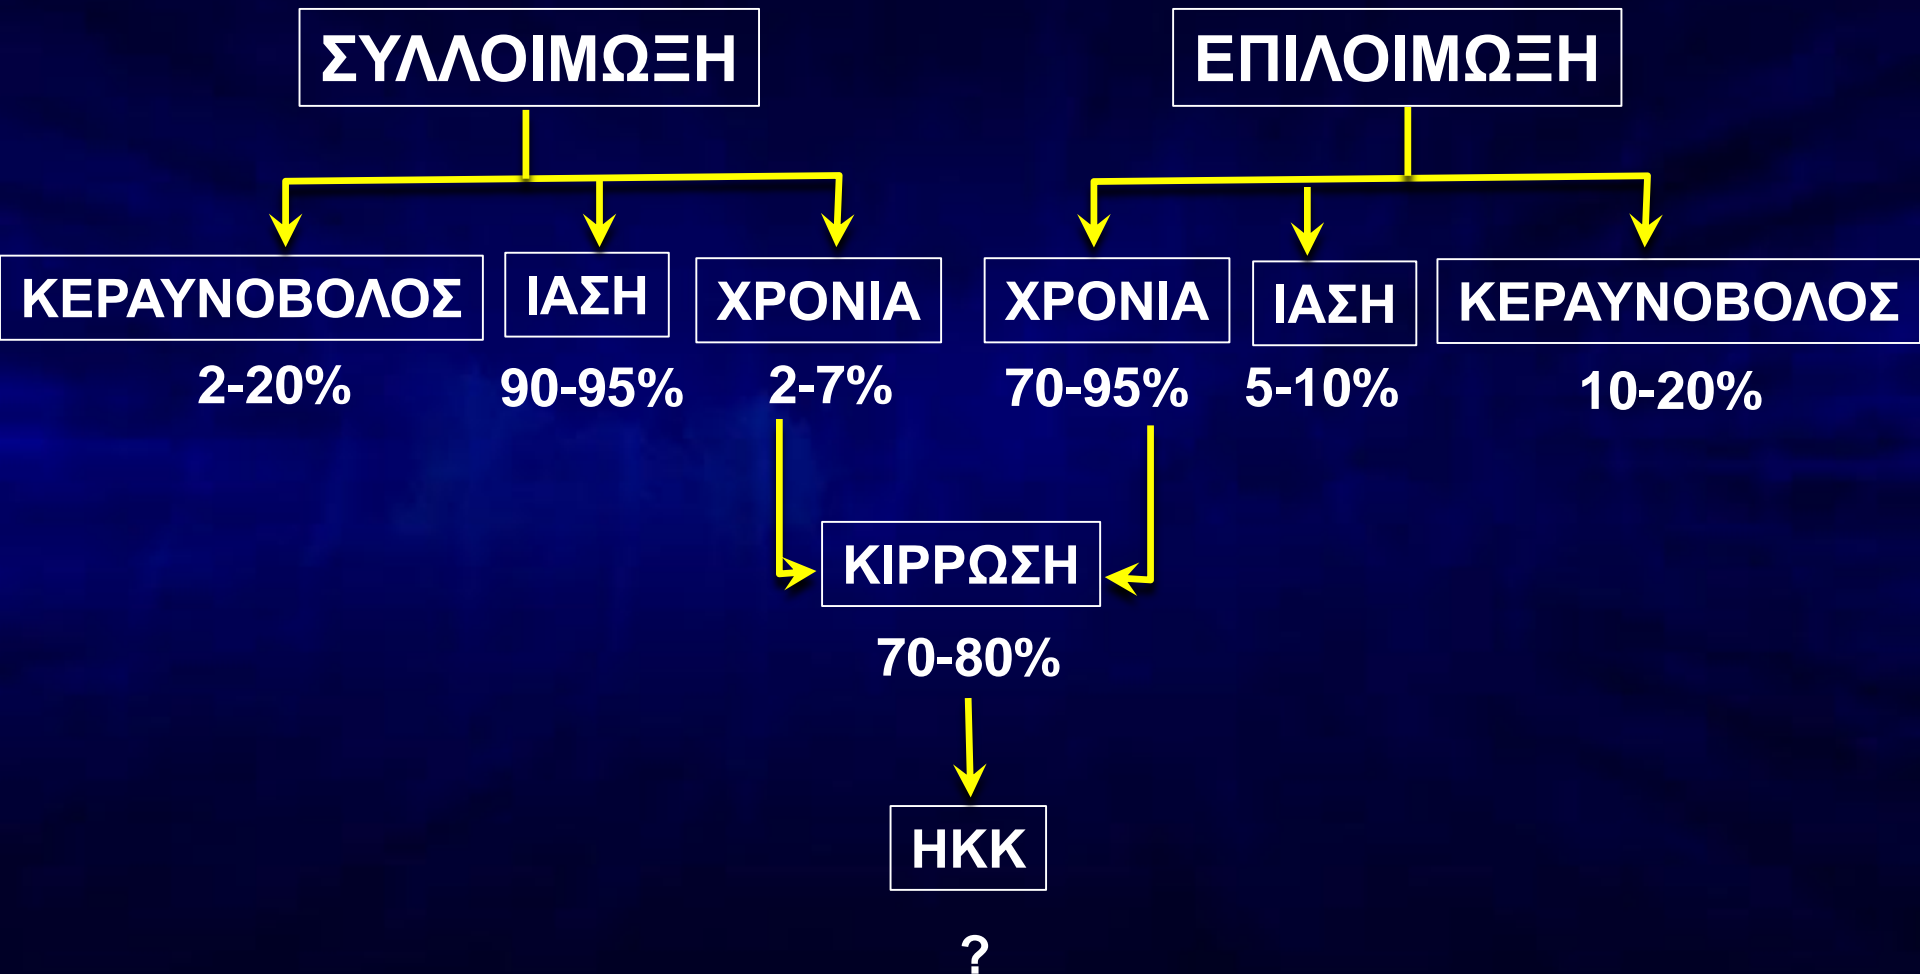 ΣΥΛΛΟΙΜΩΞΗ
ΕΠΙΛΟΙΜΩΞΗ
ΚΕΡΑΥΝΟΒΟΛΟΣ
ΙΑΣΗ
ΧΡΟΝΙΑ
ΧΡΟΝΙΑ
ΙΑΣΗ
ΚΕΡΑΥΝΟΒΟΛΟΣ
2-20%
90-95%
2-7%
70-95%
5-10%
10-20%
ΚΙΡΡΩΣΗ
70-80%
ΗΚΚ
?